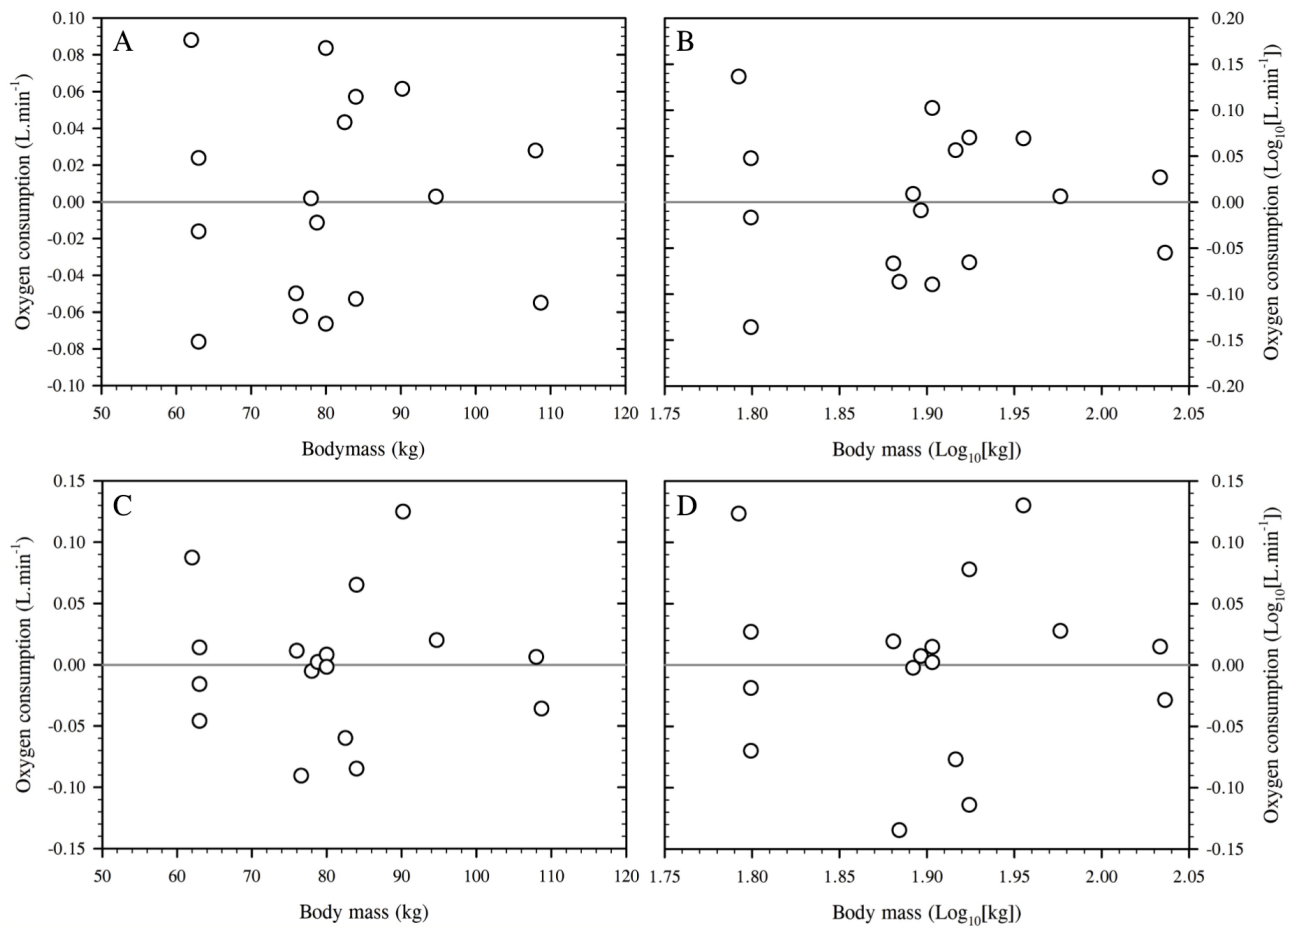 A
0.10
0.08
0.06
0.04
0.02
0.00
-0.02
-0.04
-0.06
-0.08
-0.10
Oxygen consumption (L.min⁻¹)
50 60 70 80 90 100 110 120
Bodymass (kg)
B
0.20
0.15
0.10
0.05
0.00
-0.05
-0.10
-0.15
-0.20
Oxygen consumption (Log₁₀[L.min⁻¹])
1.75 1.80 1.85 1.90 1.95 2.00 2.05
Body mass (Log₁₀[kg])
C
0.15
0.10
0.05
0.00
-0.05
-0.10
-0.15
Oxygen consumption (L.min⁻¹)
50 60 70 80 90 100 110 120
Body mass (kg)
D
0.15
0.10
0.05
0.00
-0.05
-0.10
-0.15
Oxygen consumption (Log₁₀[L.min⁻¹])
1.75 1.80 1.85 1.90 1.95 2.00 2.05
Body mass (Log₁₀[kg])